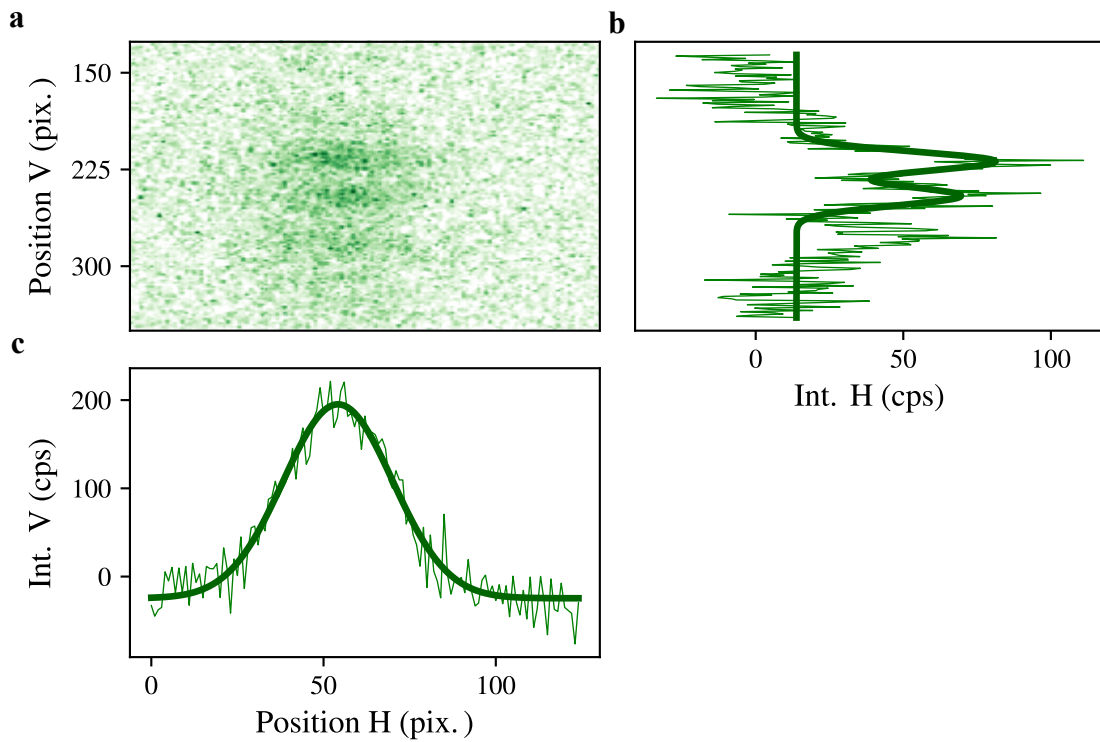 a
Position V (pix.)
150
225
300
b
0
50
100
Int. H (cps)
c
Int. V (cps)
200
100
0
0
50
100
Position H (pix.)